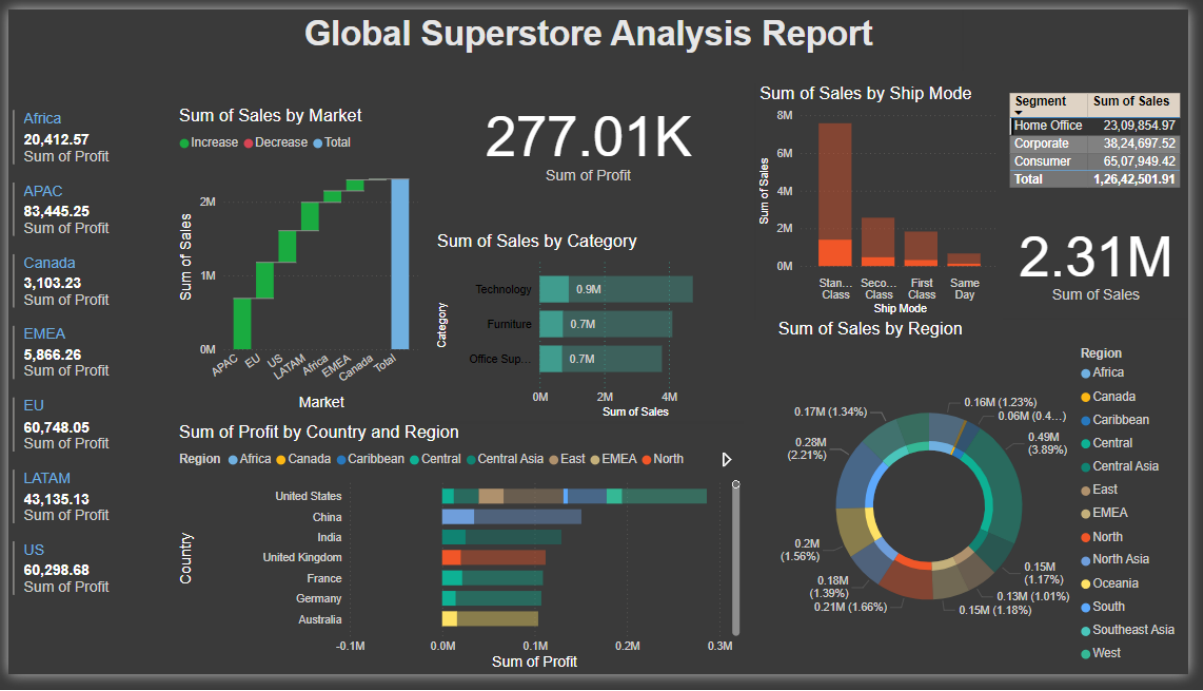 Global Superstore Analysis Report
Africa
20,412.57
Sum of Profit
APAC
83,445.25
Sum of Profit
Canada
3,103.23
Sum of Profit
EMEA
5,866.26
Sum of Profit
EU
60,748.05
Sum of Profit
LATAM
43,135.13
Sum of Profit
US
60,298.68
Sum of Profit
Sum of Sales by Market
Increase Decrease Total
Sum of Sales
2M
1M
0M
APAC EU US LATAM Africa EMEA Canada Total
Market
277.01K
Sum of Profit
Sum of Sales by Category
Category
Technology 0.9M
Furniture 0.7M
Office Sup... 0.7M
0M 2M 4M
Sum of Sales
Sum of Sales by Ship Mode
Sum of Sales
8M
6M
4M
2M
0M
Stan... Seco... First Same
Class Class Class Day
Ship Mode
Segment Sum of Sales
Home Office 23,09,854.97
Corporate 38,24,697.52
Consumer 65,07,949.42
Total 1,26,42,501.91
2.31M
Sum of Sales
Sum of Profit by Country and Region
Region Africa Canada Caribbean Central Central Asia East EMEA North
Country
United States
China
India
United Kingdom
France
Germany
Australia
-0.1M 0.0M 0.1M 0.2M 0.3M
Sum of Profit
Sum of Sales by Region
0.16M (1.23%)
0.06M (0.4...)
0.49M
(3.89%)
0.15M
(1.17%)
0.13M (1.01%)
0.15M (1.18%)
0.21M (1.66%)
0.18M
(1.39%)
0.2M
(1.56%)
0.28M
(2.21%)
0.17M (1.34%)
Region
Africa
Canada
Caribbean
Central
Central Asia
East
EMEA
North
North Asia
Oceania
South
Southeast Asia
West